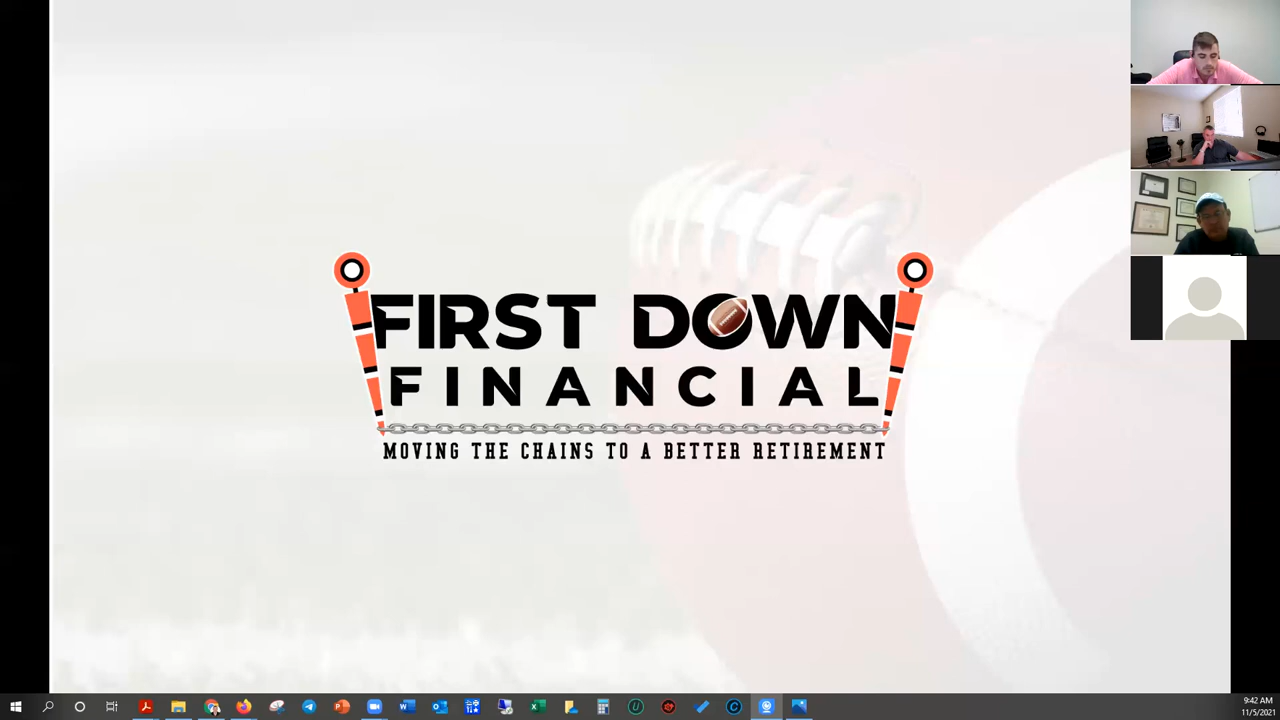 FIRST DOWN
FINANCIAL
MOVING THE CHAINS TO A BETTER RETIREMENT
9:42 AM
11/5/2021